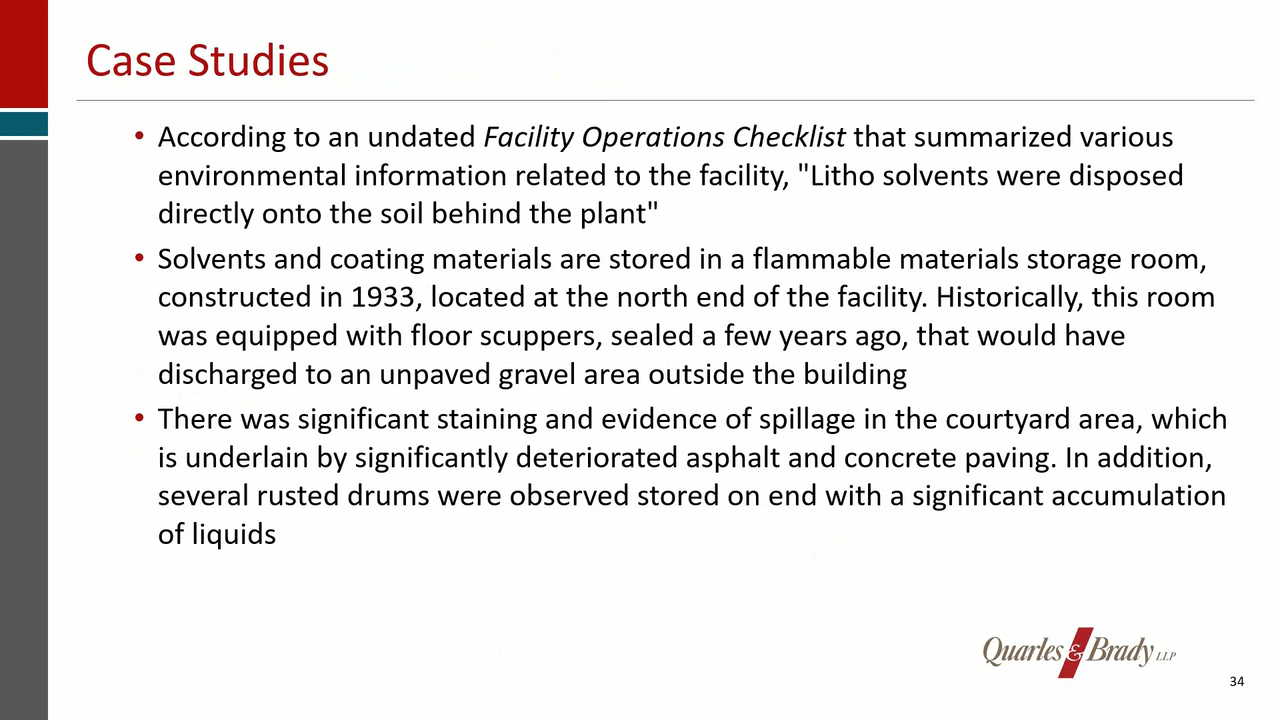 Case Studies
• According to an undated Facility Operations Checklist that summarized various
environmental information related to the facility, "Litho solvents were disposed
directly onto the soil behind the plant"
• Solvents and coating materials are stored in a flammable materials storage room,
constructed in 1933, located at the north end of the facility. Historically, this room
was equipped with floor scuppers, sealed a few years ago, that would have
discharged to an unpaved gravel area outside the building
• There was significant staining and evidence of spillage in the courtyard area, which
is underlain by significantly deteriorated asphalt and concrete paving. In addition,
several rusted drums were observed stored on end with a significant accumulation
of liquids
Quarles & Brady LLP
34